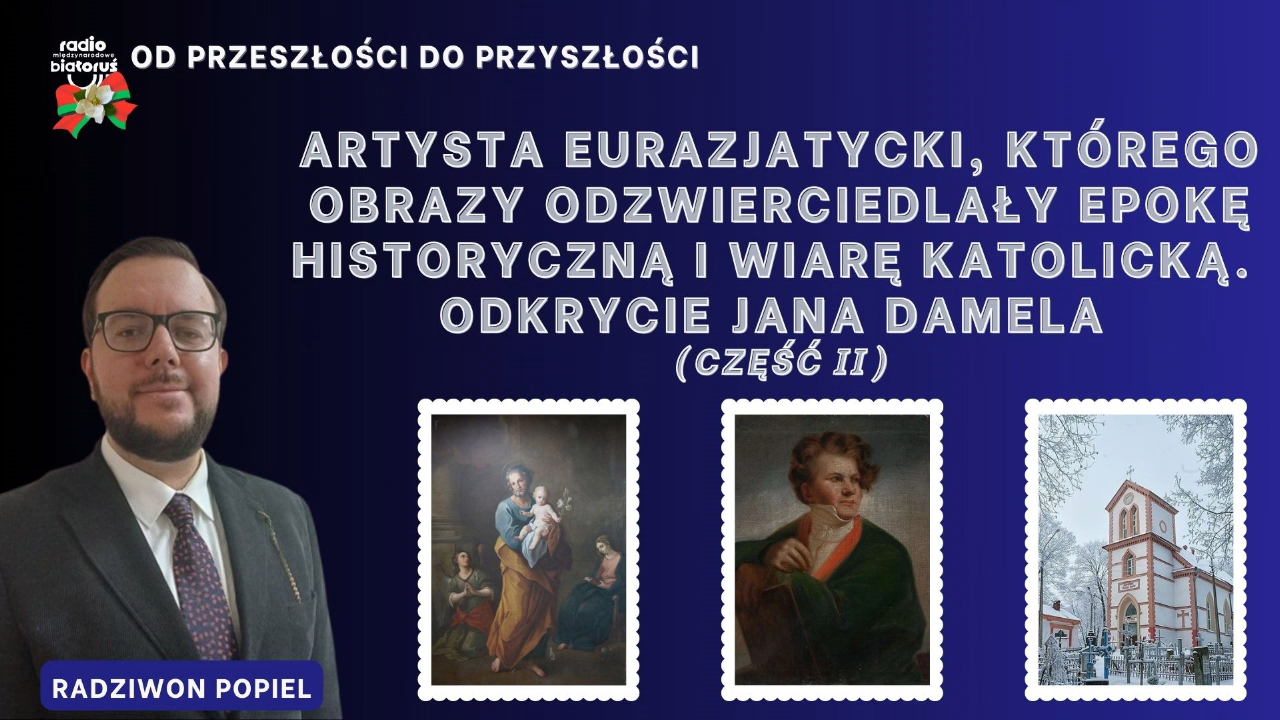 radio
międzynarodowe
białoruś
OD PRZESZŁOŚCI DO PRZYSZŁOŚCI
ARTYSTA EURAZJATYCKI, KTÓREGO
OBRAZY ODZWIERCIEDLAŁY EPOKĘ
HISTORYCZNĄ I WIARĘ KATOLICKĄ.
ODKRYCIE JANA DAMELA
(CZĘŚĆ II)
RADZIWON POPIEL